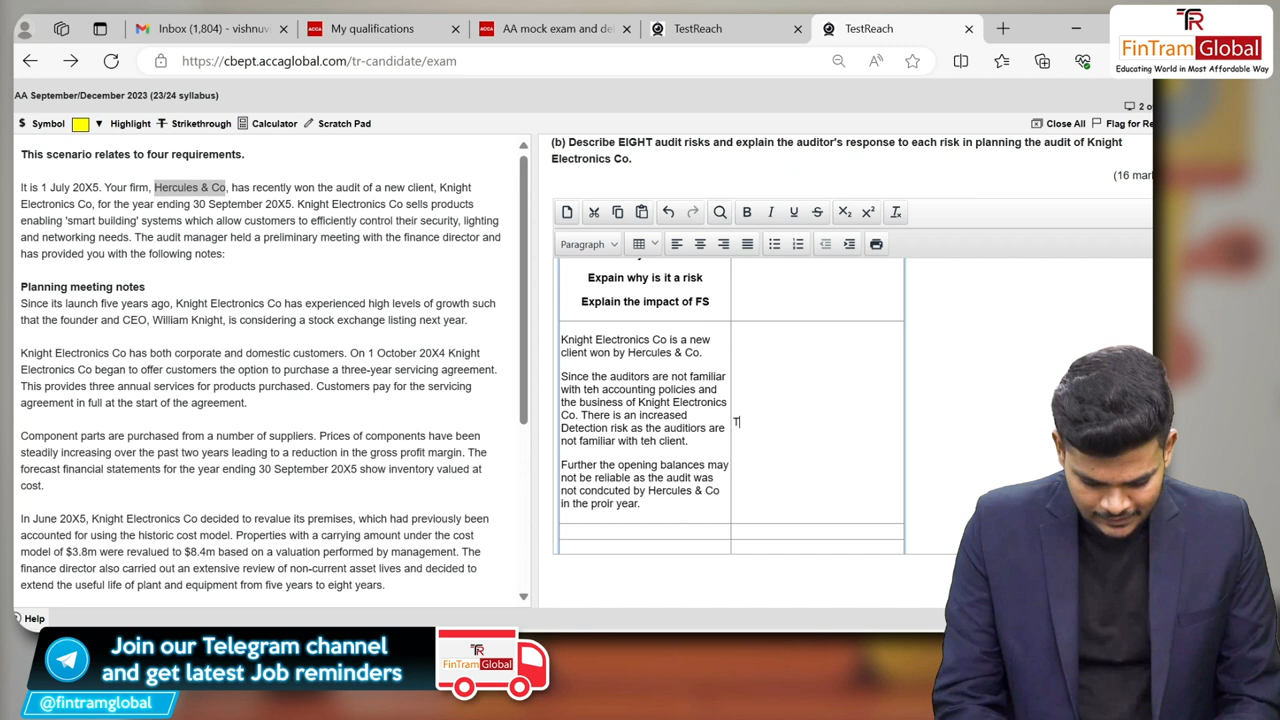 Inbox (1,804) - vishnuv
My qualifications
AA mock exam and de
TestReach
TestReach
https://cbept.accaglobal.com/tr-candidate/exam
FinTram Global
Educating World in Most Affordable Way
AA September/December 2023 (23/24 syllabus)
2 o
Symbol
Highlight
Strikethrough
Calculator
Scratch Pad
Close All
Flag for Re
This scenario relates to four requirements.
It is 1 July 20X5. Your firm, Hercules & Co, has recently won the audit of a new client, Knight
Electronics Co, for the year ending 30 September 20X5. Knight Electronics Co sells products
enabling 'smart building' systems which allow customers to efficiently control their security, lighting
and networking needs. The audit manager held a preliminary meeting with the finance director and
has provided you with the following notes:
Planning meeting notes
Since its launch five years ago, Knight Electronics Co has experienced high levels of growth such
that the founder and CEO, William Knight, is considering a stock exchange listing next year.
Knight Electronics Co has both corporate and domestic customers. On 1 October 20X4 Knight
Electronics Co began to offer customers the option to purchase a three-year servicing agreement.
This provides three annual services for products purchased. Customers pay for the servicing
agreement in full at the start of the agreement.
Component parts are purchased from a number of suppliers. Prices of components have been
steadily increasing over the past two years leading to a reduction in the gross profit margin. The
forecast financial statements for the year ending 30 September 20X5 show inventory valued at
cost.
In June 20X5, Knight Electronics Co decided to revalue its premises, which had previously been
accounted for using the historic cost model. Properties with a carrying amount under the cost
model of $3.8m were revalued to $8.4m based on a valuation performed by management. The
finance director also carried out an extensive review of non-current asset lives and decided to
extend the useful life of plant and equipment from five years to eight years.
Help
(b) Describe EIGHT audit risks and explain the auditor's response to each risk in planning the audit of Knight
Electronics Co.
(16 mar
Paragraph
Expain why is it a risk
Explain the impact of FS
Knight Electronics Co is a new
client won by Hercules & Co.
Since the auditors are not familiar
with teh accounting policies and
the business of Knight Electronics
Co. There is an increased
Detection risk as the auditiors are
not familiar with teh client.
Further the opening balances may
not be reliable as the audit was
not condcuted by Hercules & Co
in the proir year.
T
Join our Telegram channel
and get latest Job reminders
@fintramglobal
FinTram Global